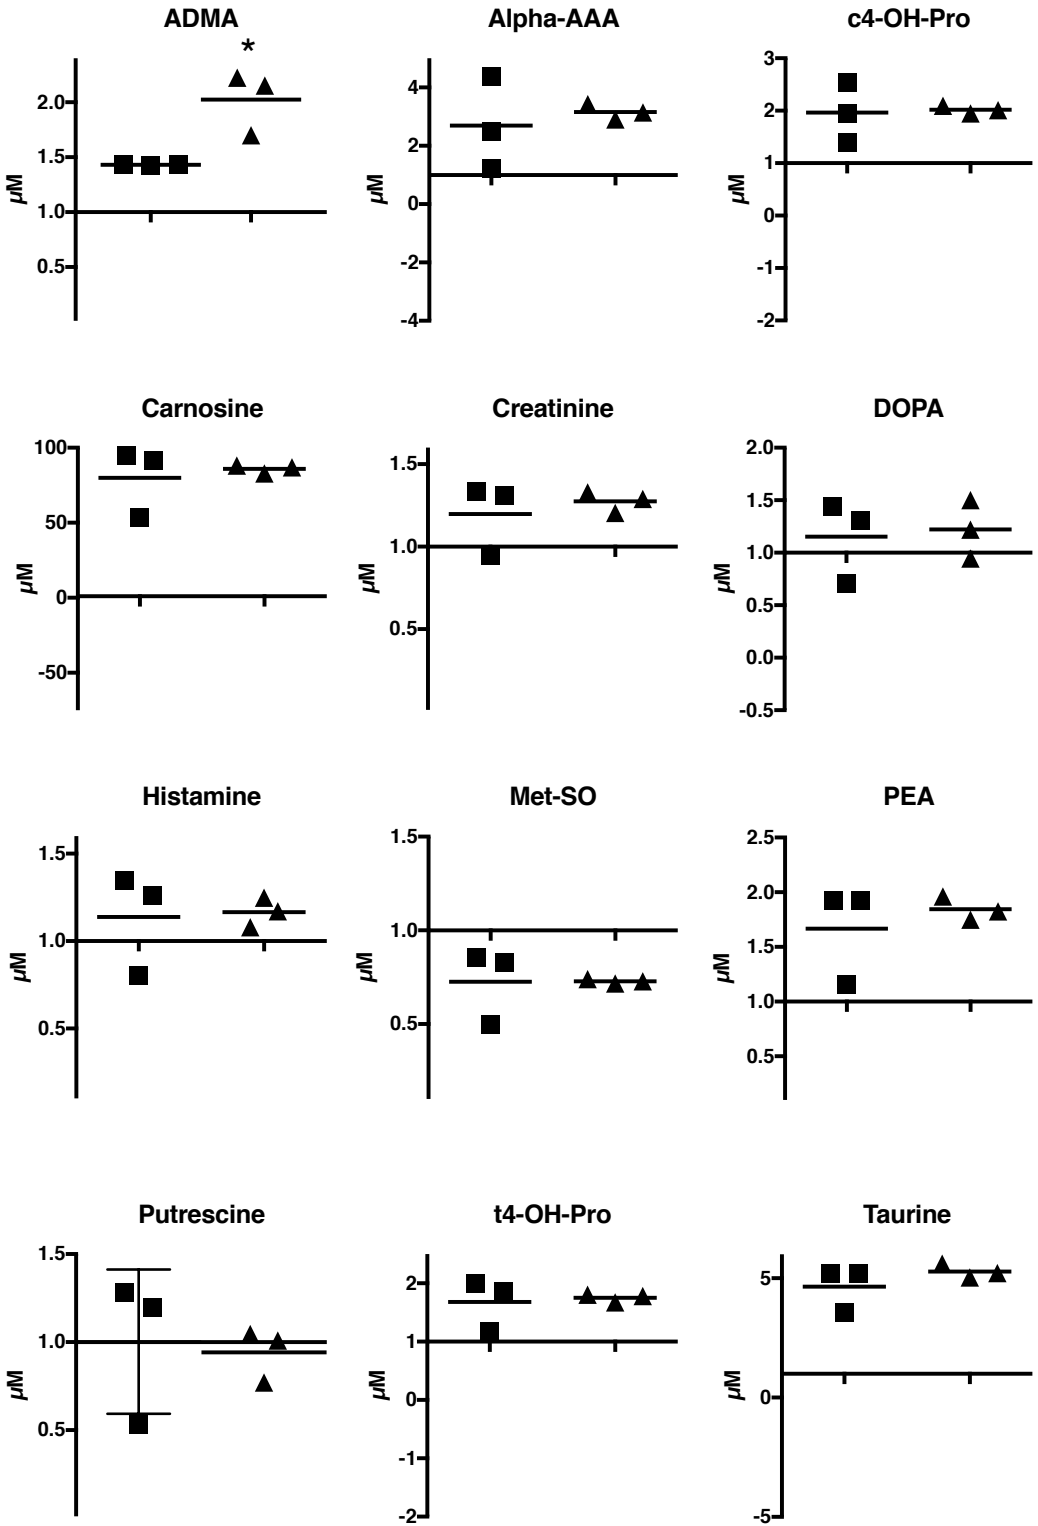 ADMA
*
2.0
1.5
1.0
0.5
µM
Alpha-AAA
4
2
0
-2
-4
µM
c4-OH-Pro
3
2
1
0
-1
-2
µM
Carnosine
100
50
0
-50
µM
Creatinine
1.5
1.0
0.5
µM
DOPA
2.0
1.5
1.0
0.5
0.0
-0.5
µM
Histamine
1.5
1.0
0.5
µM
Met-SO
1.5
1.0
0.5
µM
PEA
2.5
2.0
1.5
1.0
0.5
µM
Putrescine
1.5
1.0
0.5
µM
t4-OH-Pro
2
1
0
-1
-2
µM
Taurine
5
0
-5
µM